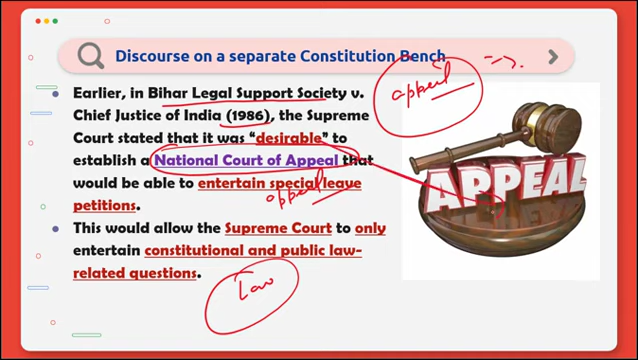 Discourse on a separate Constitution Bench
Earlier, in Bihar Legal Support Society v.
Chief Justice of India (1986), the Supreme
Court stated that it was “desirable” to
establish a National Court of Appeal that
would be able to entertain special leave
petitions.
This would allow the Supreme Court to only
entertain constitutional and public law-
related questions.
appeal
appeal
Law
APPEAL